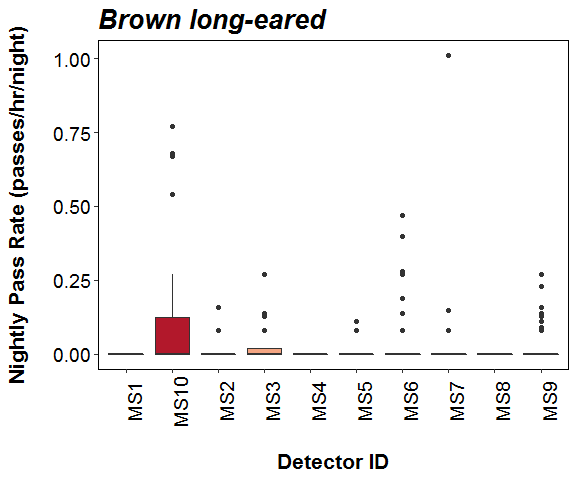 Brown long-eared
Nightly Pass Rate (passes/hr/night)
1.00
0.75
0.50
0.25
0.00
MS1
MS10
MS2
MS3
MS4
MS5
MS6
MS7
MS8
MS9
Detector ID